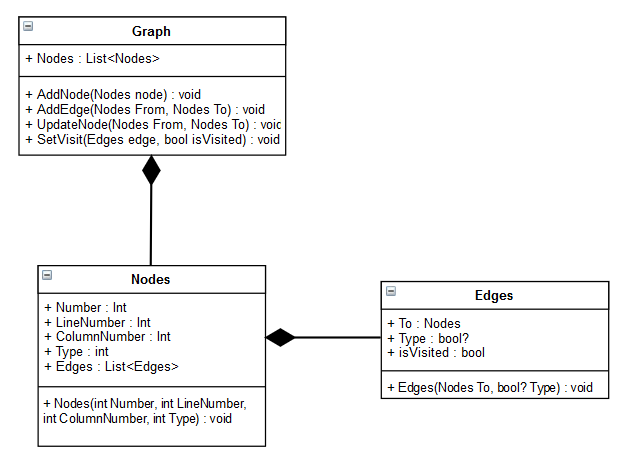 Graph
+ Nodes : List<Nodes>
+ AddNode(Nodes node) : void
+ AddEdge(Nodes From, Nodes To) : void
+ UpdateNode(Nodes From, Nodes To) : void
+ SetVisit(Edges edge, bool isVisited) : void
Nodes
+ Number : Int
+ LineNumber : Int
+ ColumnNumber : Int
+ Type : int
+ Edges : List<Edges>
+ Nodes(int Number, int LineNumber,
int ColumnNumber, int Type) : void
Edges
+ To : Nodes
+ Type : bool?
+ isVisited : bool
+ Edges(Nodes To, bool? Type) : void